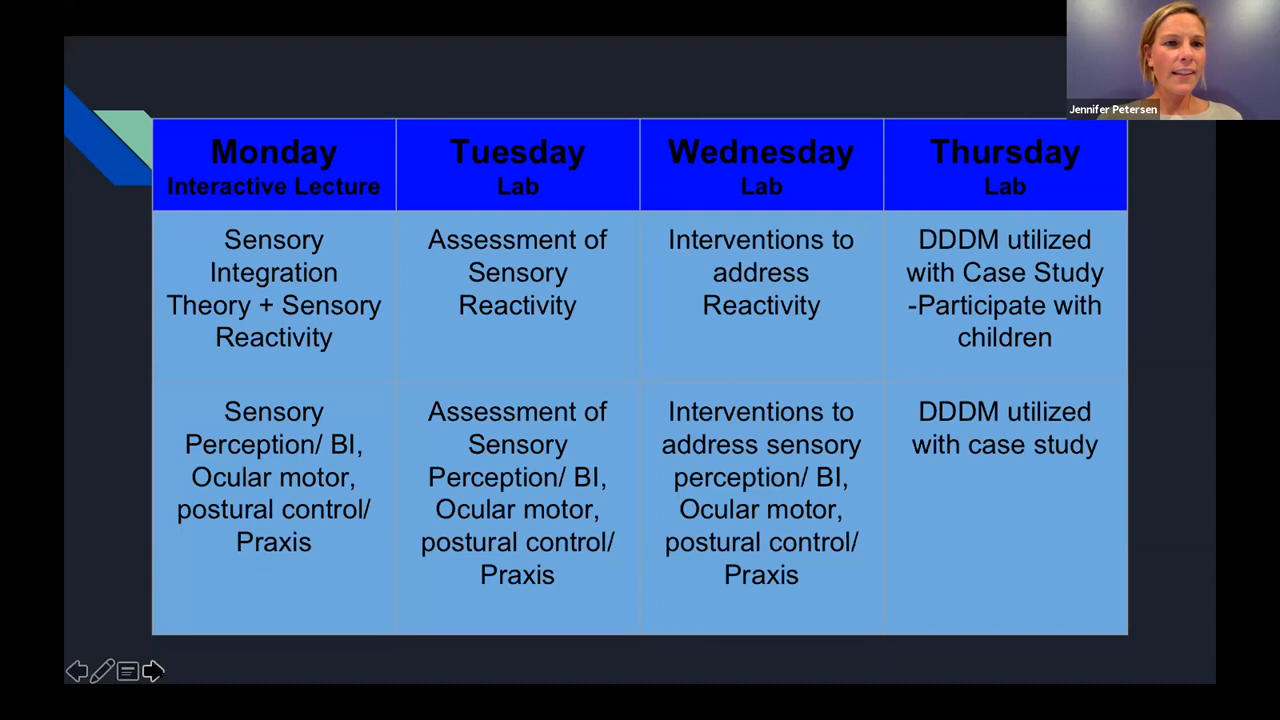 Jennifer Petersen
Monday
Interactive Lecture
Tuesday
Lab
Wednesday
Lab
Thursday
Lab
Sensory
Integration
Theory + Sensory
Reactivity
Assessment of
Sensory
Reactivity
Interventions to
address
Reactivity
DDDM utilized
with Case Study
-Participate with
children
Sensory
Perception/ BI,
Ocular motor,
postural control/
Praxis
Assessment of
Sensory
Perception/ BI,
Ocular motor,
postural control/
Praxis
Interventions to
address sensory
perception/ BI,
Ocular motor,
postural control/
Praxis
DDDM utilized
with case study